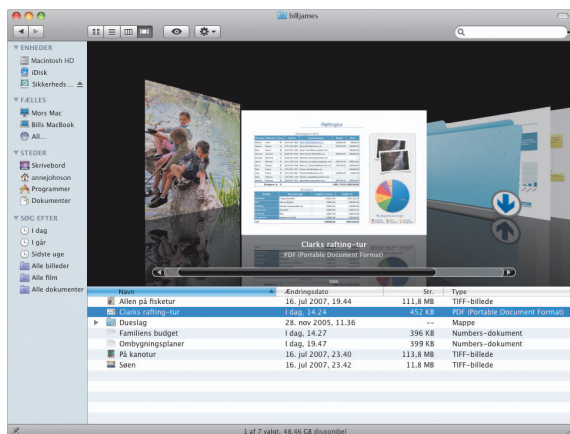 billjames
ENHEDER
Macintosh HD
iDisk
Sikkerheds...
FÆLLES
Mors Mac
Bills MacBook
All...
STEDER
Skrivebord
annejohnson
Programmer
Dokumenter
SØG EFTER
I dag
I går
Sidste uge
Alle billeder
Alle film
Alle dokumenter
Raftingtur
Clarks rafting-tur
PDF (Portable Document Format)
Navn Ændringsdato Str. Type
Allen på fisketur 16. jul 2007, 19.44 111,8 MB TIFF-billede
Clarks rafting-tur I dag, 14.24 452 KB PDF (Portable Document Format)
Dueslag 28. nov 2005, 11.36 -- Mappe
Familiens budget I dag, 14.27 396 KB Numbers-dokument
Ombygningsplaner I dag, 19.47 399 KB Numbers-dokument
På kanotur 16. jul 2007, 23.40 113,8 MB TIFF-billede
Søen 16. jul 2007, 23.42 11,8 MB TIFF-billede
1 af 7 valgt, 48,46 GB disponibel